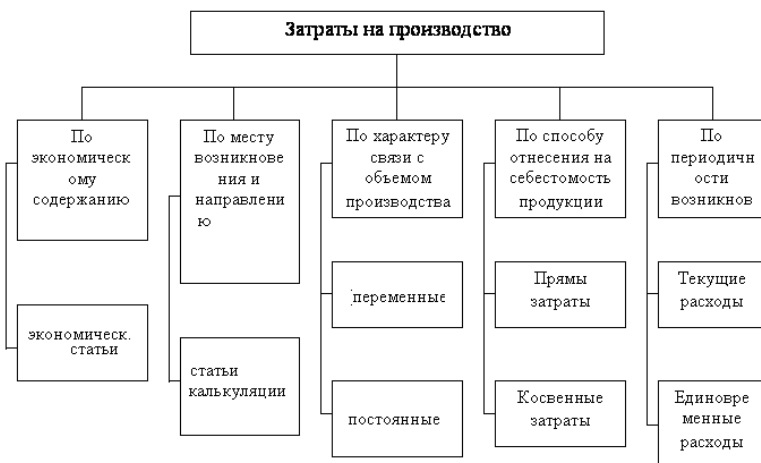 Затраты на производство
По
экономическ
ому
содержанию
экономическ.
статьи
По месту
возникнове
ния и
направлени
ю
статьи
калькуляции
По характеру
связи с
объемом
производства
переменные
постоянные
По способу
отнесения на
себестомость
продукции
Прямы
затраты
Косвенные
затраты
По
периодичн
ости
возникнов
Текущие
расходы
Единовре
менные
расходы